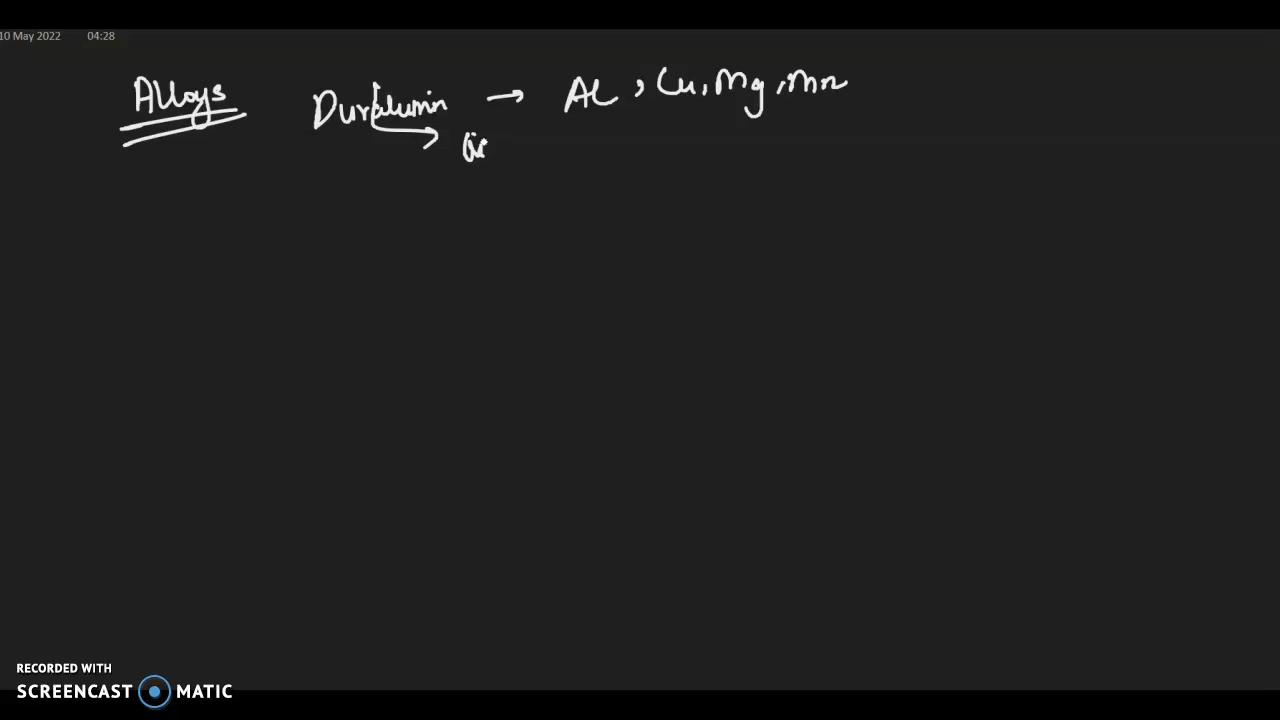 10 May 2022 04:28
Alloys Duralumin → Al, Cu, Mg, Mn
RECORDED WITH
SCREENCAST MATIC